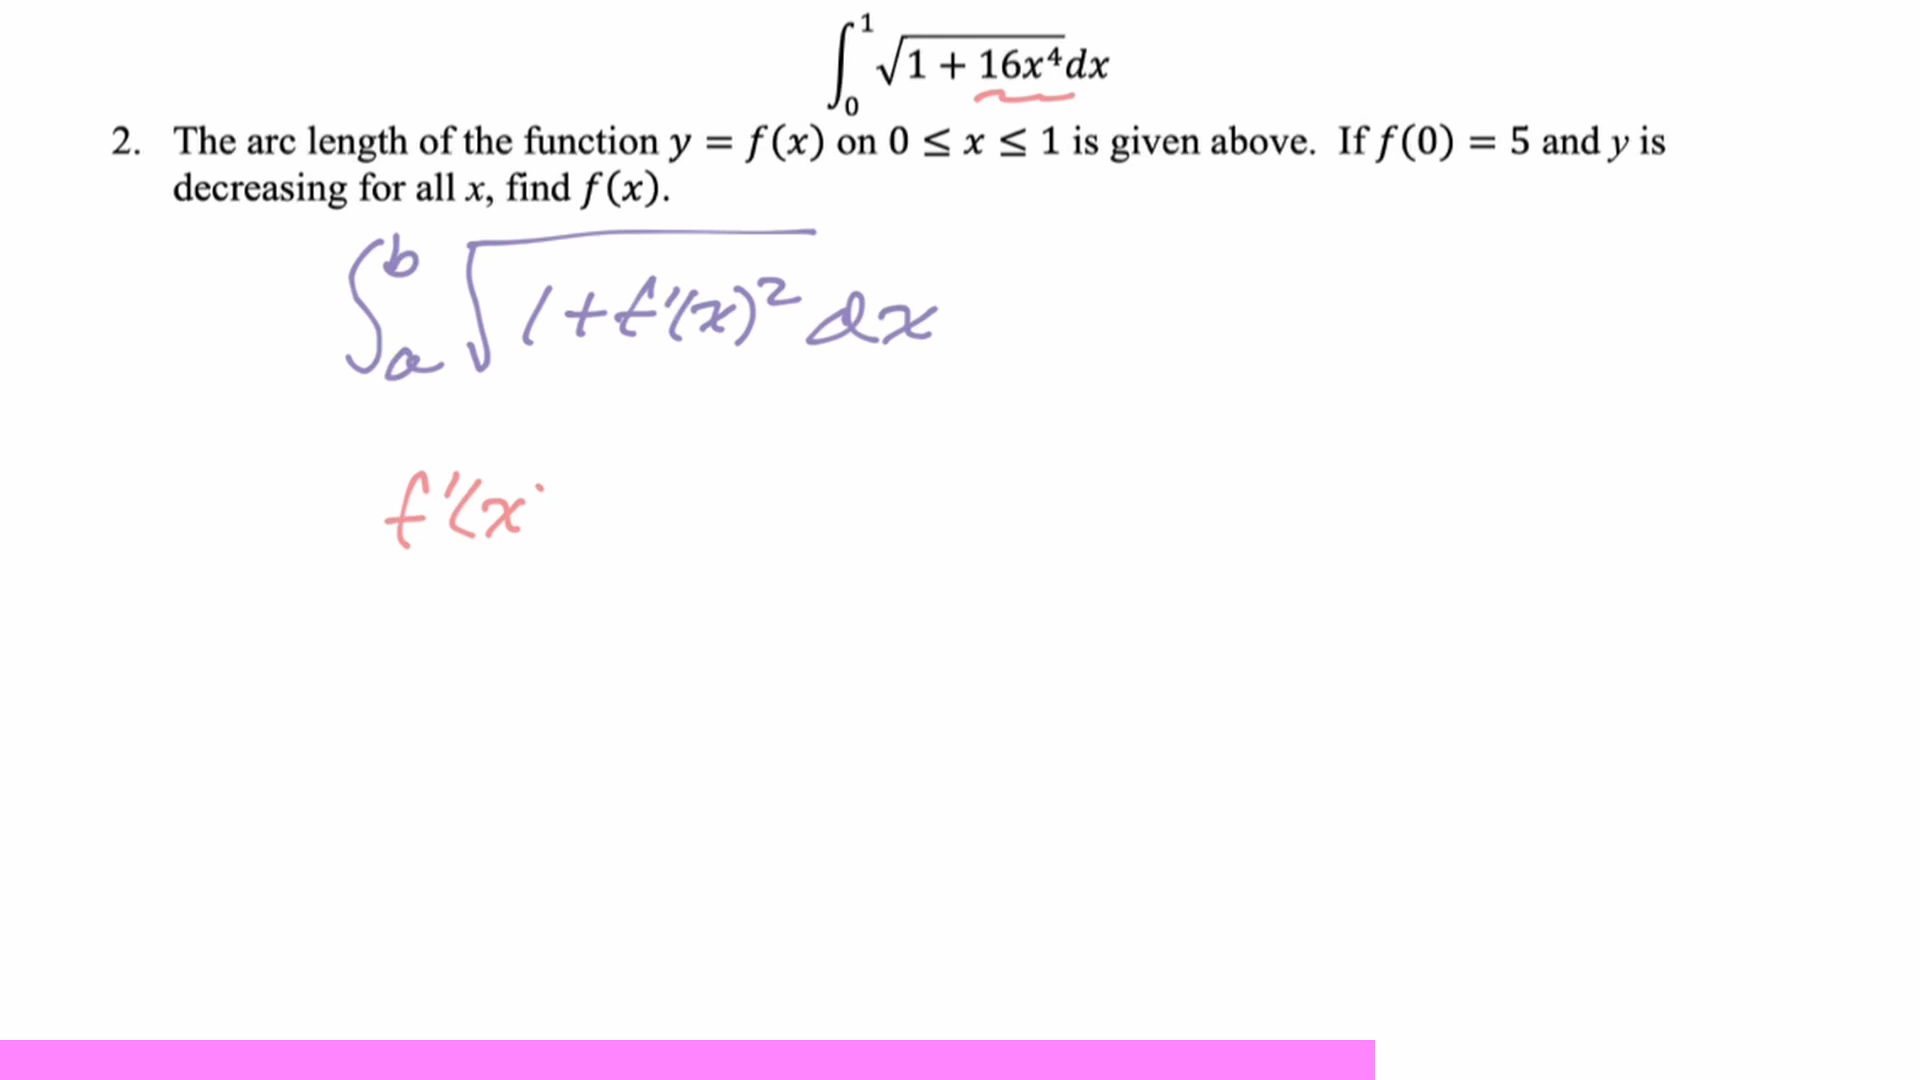 ∫₀¹ √(1 + 16x⁴) dx
2. The arc length of the function y = f(x) on 0 ≤ x ≤ 1 is given above. If f(0) = 5 and y is
decreasing for all x, find f(x).
∫ₐᵇ √(1+f'(x)²) dx
f'(x